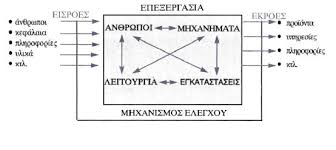 ΕΠΕΞΕΡΓΑΣΙΑ
ΕΙΣΡΟΕΣ
ΕΚΡΟΕΣ
• άνθρωποι
• κεφάλαια
• πληροφορίες
• υλικά
• κτλ.
ΑΝΘΡΩΠΟΙ ΜΗΧΑΝΗΜΑΤΑ
ΛΕΙΤΟΥΡΓΙΑ ΕΓΚΑΤΑΣΤΑΣΕΙΣ
• προϊόντα
• υπηρεσίες
• πληροφορίες
• κτλ.
ΜΗΧΑΝΙΣΜΟΣ ΕΛΕΓΧΟΥ